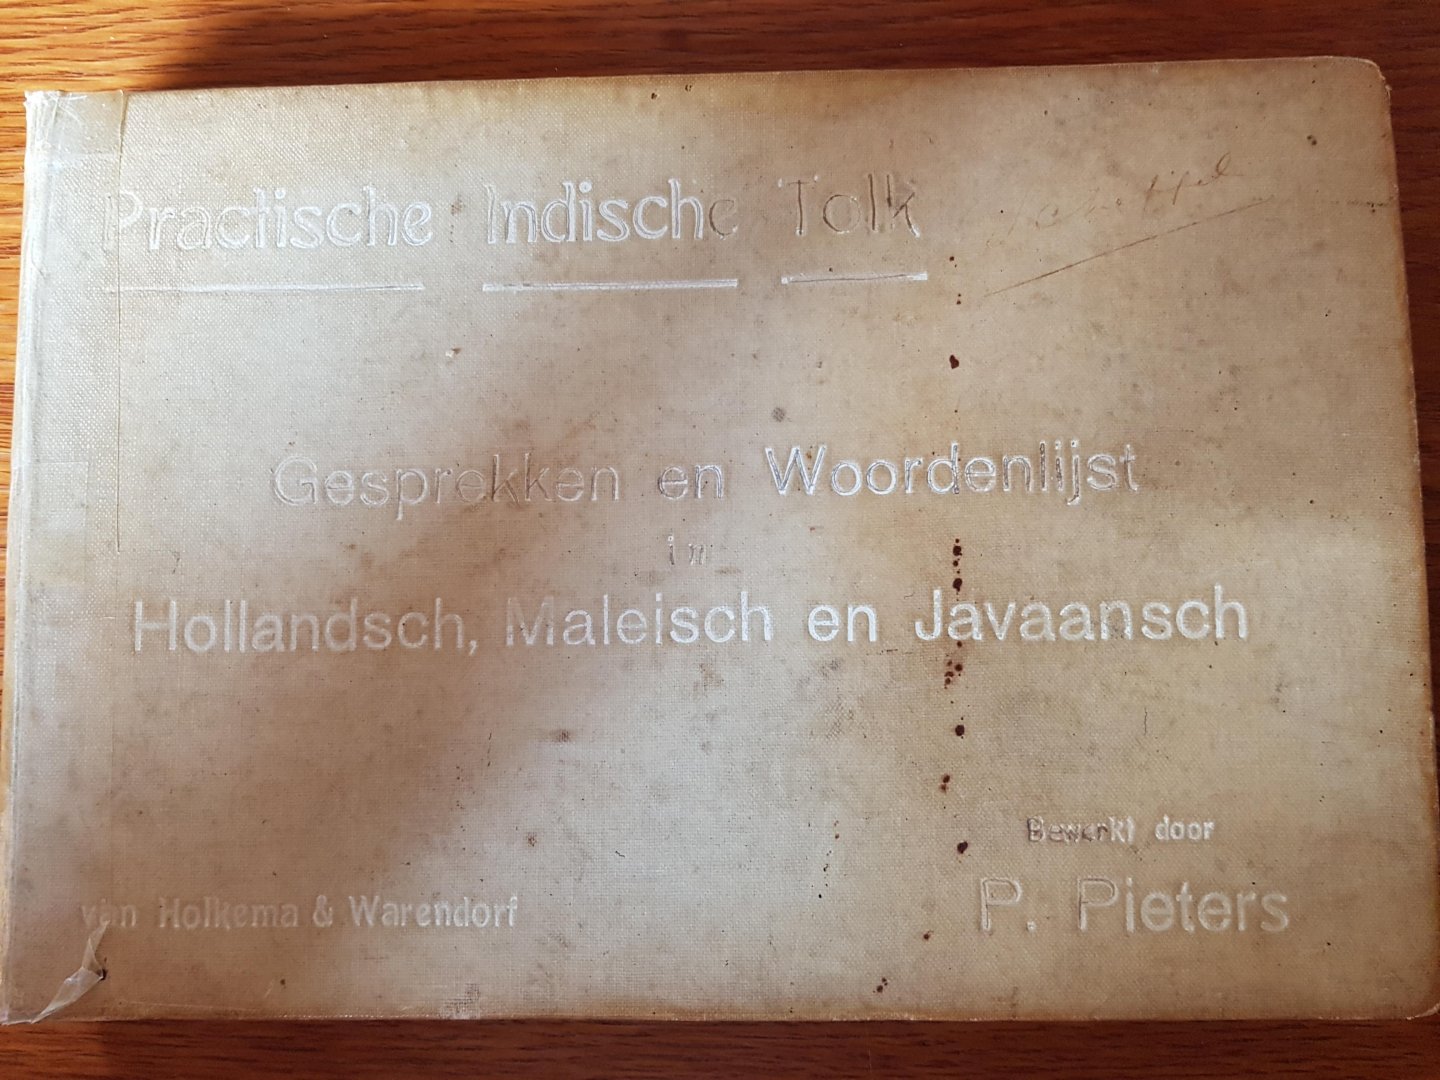 Practische Indische Tolk
Gesprekken en Woordenlijst
in
Hollandsch, Maleisch en Javaansch
Bewerkt door
van Holkema & Warendorf
P. Pieters